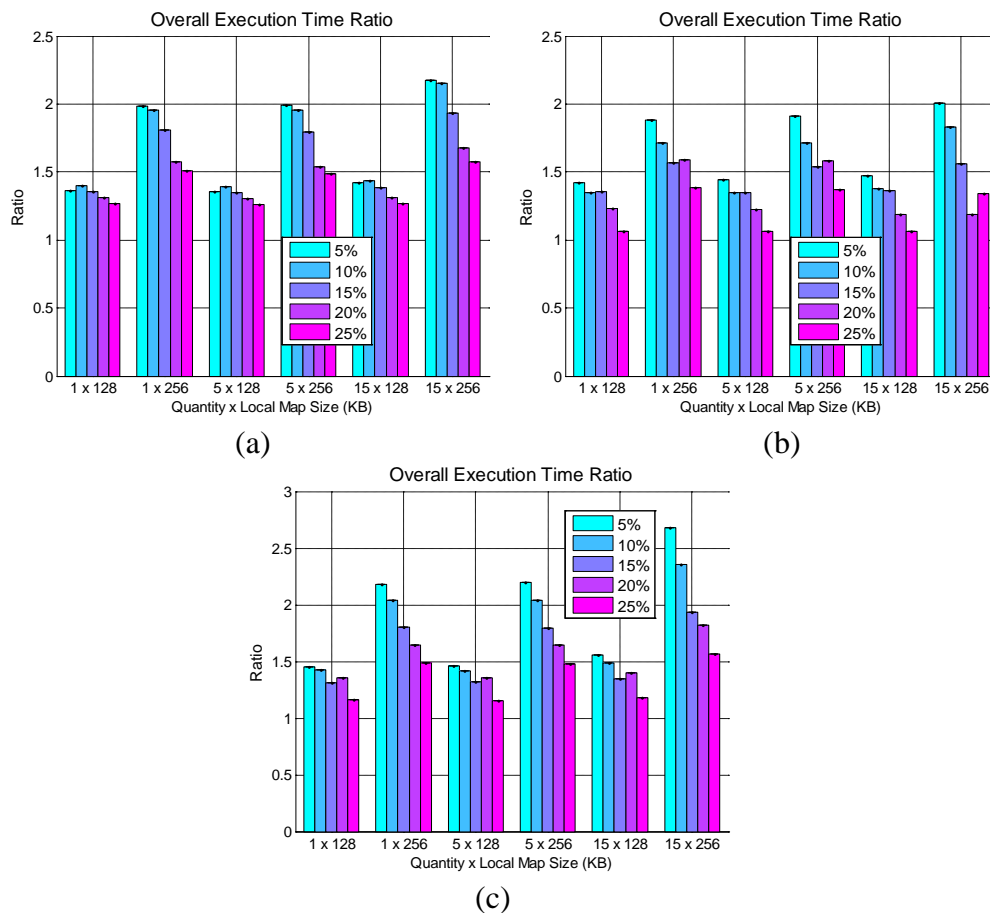 Overall Execution Time Ratio
2.5
2
1.5
1
0.5
0
Ratio
5%
10%
15%
20%
25%
1 x 128
1 x 256
5 x 128
5 x 256
15 x 128
15 x 256
Quantity x Local Map Size (KB)
(a)
Overall Execution Time Ratio
2.5
2
1.5
1
0.5
0
Ratio
5%
10%
15%
20%
25%
1 x 128
1 x 256
5 x 128
5 x 256
15 x 128
15 x 256
Quantity x Local Map Size (KB)
(b)
Overall Execution Time Ratio
3
2.5
2
1.5
1
0.5
0
Ratio
5%
10%
15%
20%
25%
1 x 128
1 x 256
5 x 128
5 x 256
15 x 128
15 x 256
Quantity x Local Map Size (KB)
(c)